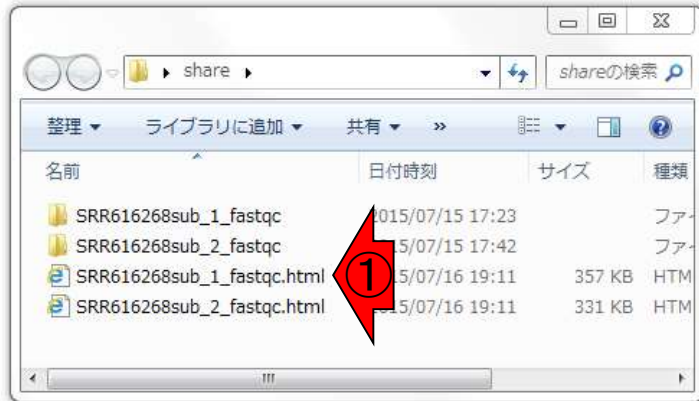 share
shareの検索
整理 ライブラリに追加 共有 »
名前 日付時刻 サイズ 種類
SRR616268sub_1_fastqc 2015/07/15 17:23 ファ
SRR616268sub_2_fastqc 15/07/15 17:42 ファ
SRR616268sub_1_fastqc.html ① 15/07/16 19:11 357 KB HTM
SRR616268sub_2_fastqc.html 2015/07/16 19:11 331 KB HTM